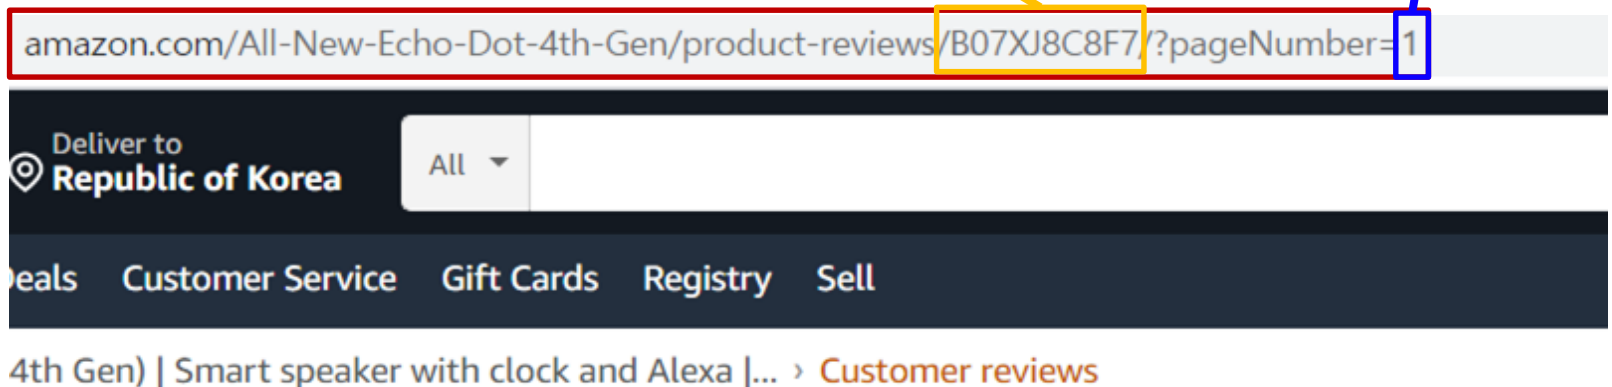 amazon.com/All-New-Echo-Dot-4th-Gen/product-reviews/B07XJ8C8F7/?pageNumber=1
Deliver to
Republic of Korea
All
eals Customer Service Gift Cards Registry Sell
4th Gen) | Smart speaker with clock and Alexa |... › Customer reviews